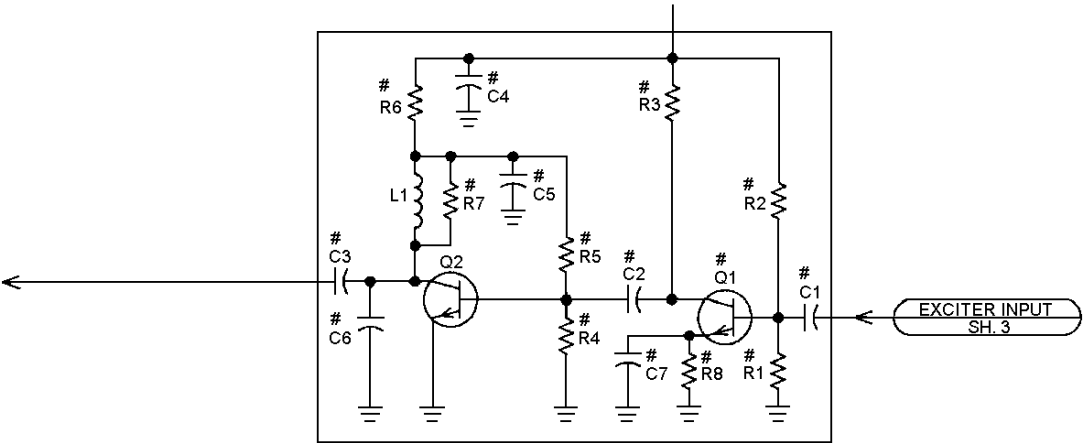 #
R6
#
C4
#
R3
L1
#
R7
#
C5
#
R2
#
C3
Q2
#
R5
#
C2
#
Q1
#
C1
EXCITER INPUT
SH. 3
#
C6
#
R4
#
C7
#
R8
#
R1